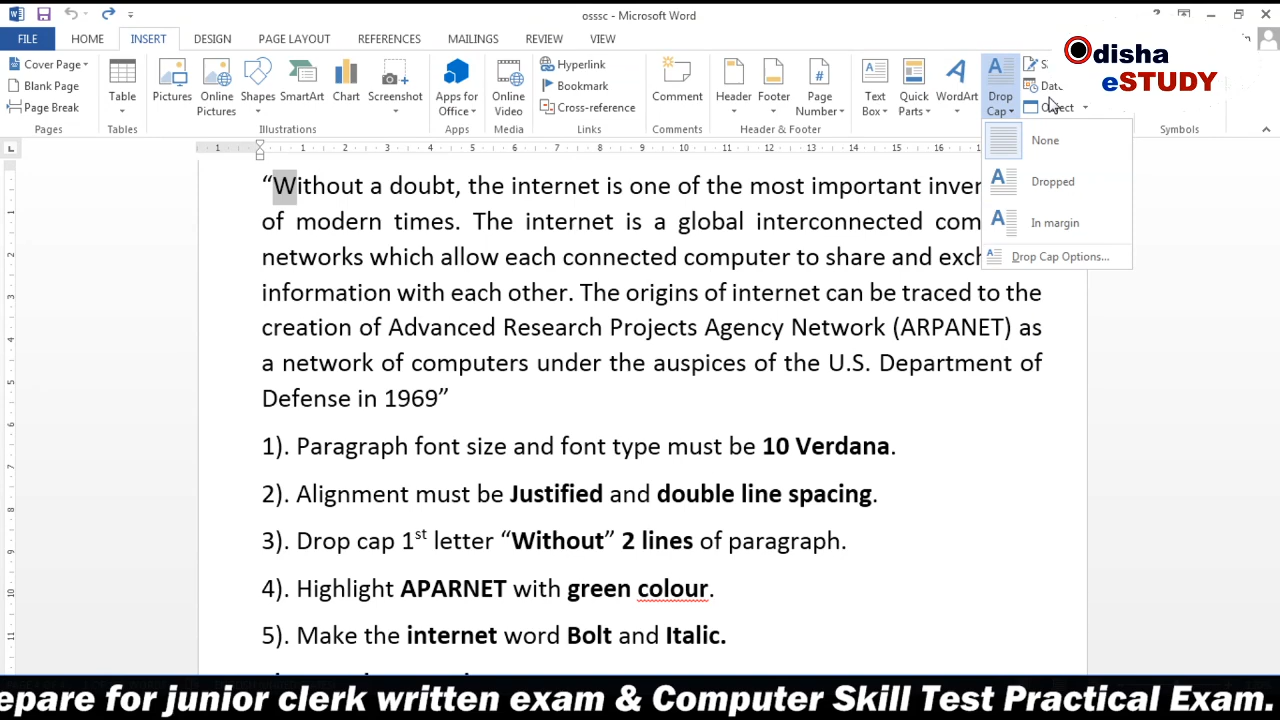 osssc - Microsoft Word
FILE HOME INSERT DESIGN PAGE LAYOUT REFERENCES MAILINGS REVIEW VIEW
Odisha
eSTUDY
Cover Page
Blank Page
Page Break
Pages
Table
Tables
Pictures
Online Pictures
Shapes
SmartArt
Chart
Screenshot
Illustrations
Apps for Office
Apps
Online Video
Media
Hyperlink
Bookmark
Cross-reference
Links
Comment
Comments
Header
Footer
Page Number
Header & Footer
Text Box
Quick Parts
WordArt
Drop Cap
Symbols
None
Dropped
In margin
Drop Cap Options...
“Without a doubt, the internet is one of the most important
of modern times. The internet is a global interconnected
networks which allow each connected computer to share and
information with each other. The origins of internet can be traced to the
creation of Advanced Research Projects Agency Network (ARPANET) as
a network of computers under the auspices of the U.S. Department of
Defense in 1969”
1). Paragraph font size and font type must be 10 Verdana.
2). Alignment must be Justified and double line spacing.
3). Drop cap 1st letter “Without” 2 lines of paragraph.
4). Highlight APARNET with green colour.
5). Make the internet word Bolt and Italic.
epare for junior clerk written exam & Computer Skill Test Practical Exam.